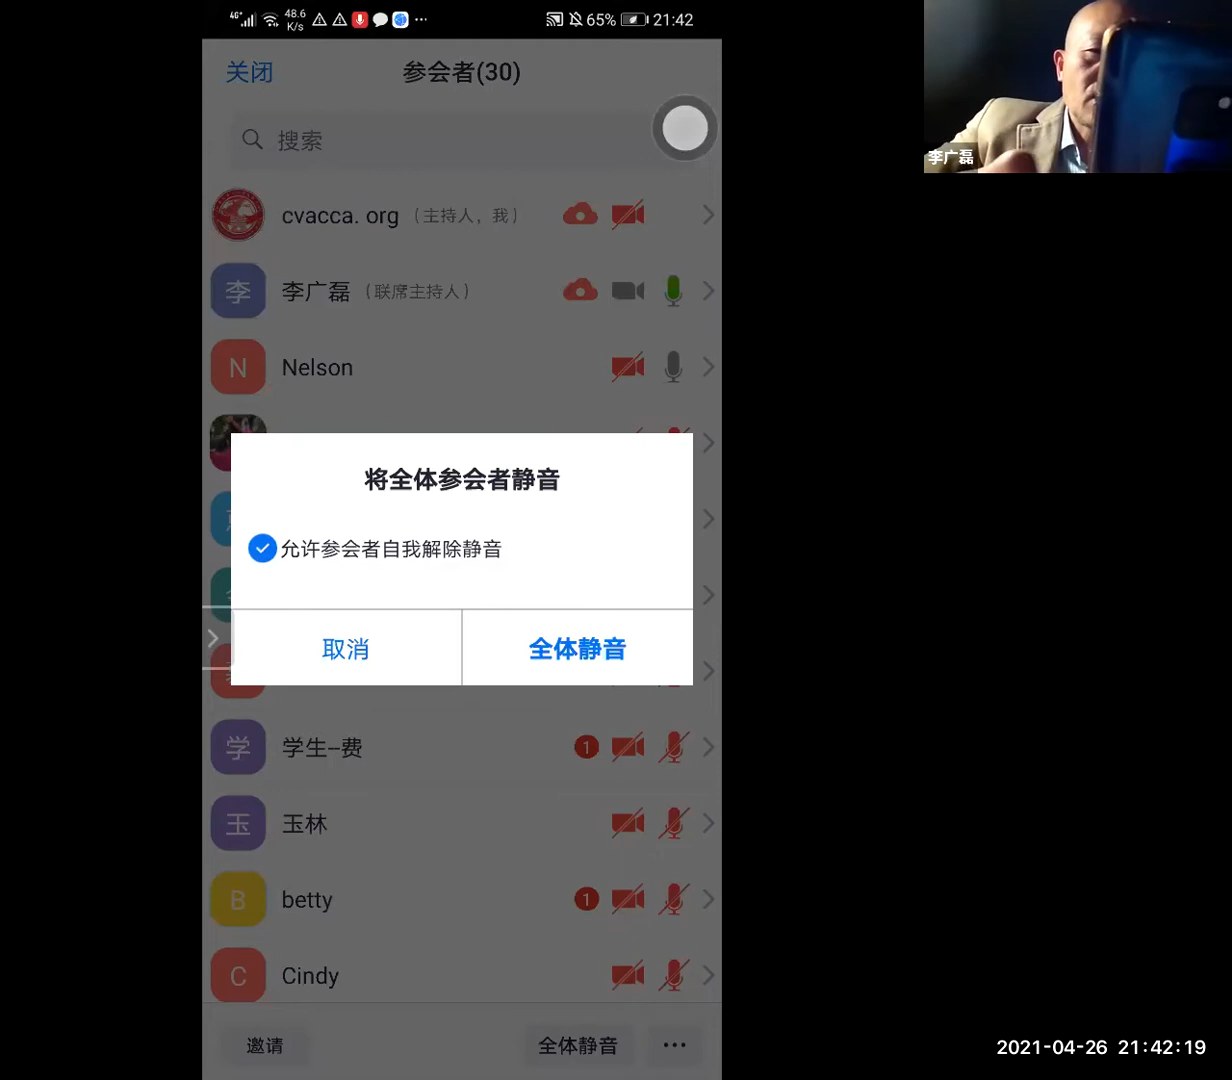 4G 48.6 K/s 65% 21:42
关闭 参会者(30)
搜索
cvacca. org（主持人，我）
李 李广磊（联席主持人）
N Nelson
将全体参会者静音
允许参会者自我解除静音
取消 全体静音
学 学生–费 1
玉 玉林
B betty 1
C Cindy
邀请 全体静音
李广磊
2021-04-26 21:42:19